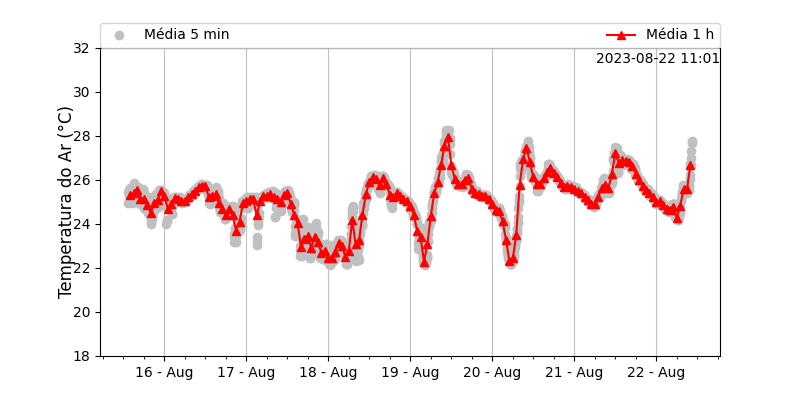 Média 5 min
Média 1 h
2023-08-22 11:01
Temperatura do Ar (°C)
32
30
28
26
24
22
20
18
16 - Aug
17 - Aug
18 - Aug
19 - Aug
20 - Aug
21 - Aug
22 - Aug